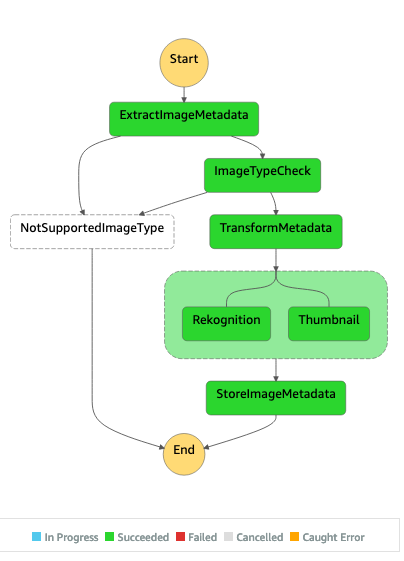 Start
ExtractImageMetadata
ImageTypeCheck
NotSupportedImageType
TransformMetadata
Rekognition
Thumbnail
StoreImageMetadata
End
In Progress Succeeded Failed Cancelled Caught Error